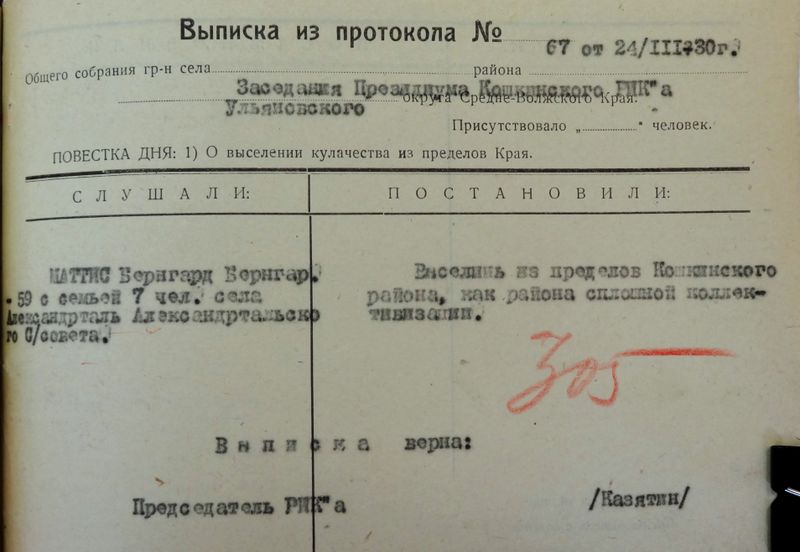 Выписка из протокола № 67 от 24/III-30г.
Общего собрания гр-н села района
Заседания Президиума Кошкинского РИК"а
Ульяновского округа Средне-Волжского Края.
Присутствовало „ " человек.
ПОВЕСТКА ДНЯ: 1) О выселении кулачества из пределов Края.
СЛУШАЛИ: ПОСТАНОВИЛИ:
МАТТИС Бернгард Бернгар.
59 с семьей 7 чел. села
Александрталь Александртальско
го С/совета.
Выселить из пределов Кошкинского
района, как района сплошной коллек-
тивизации.
305
Выписка верна:
Председатель РИК"а /Казятин/